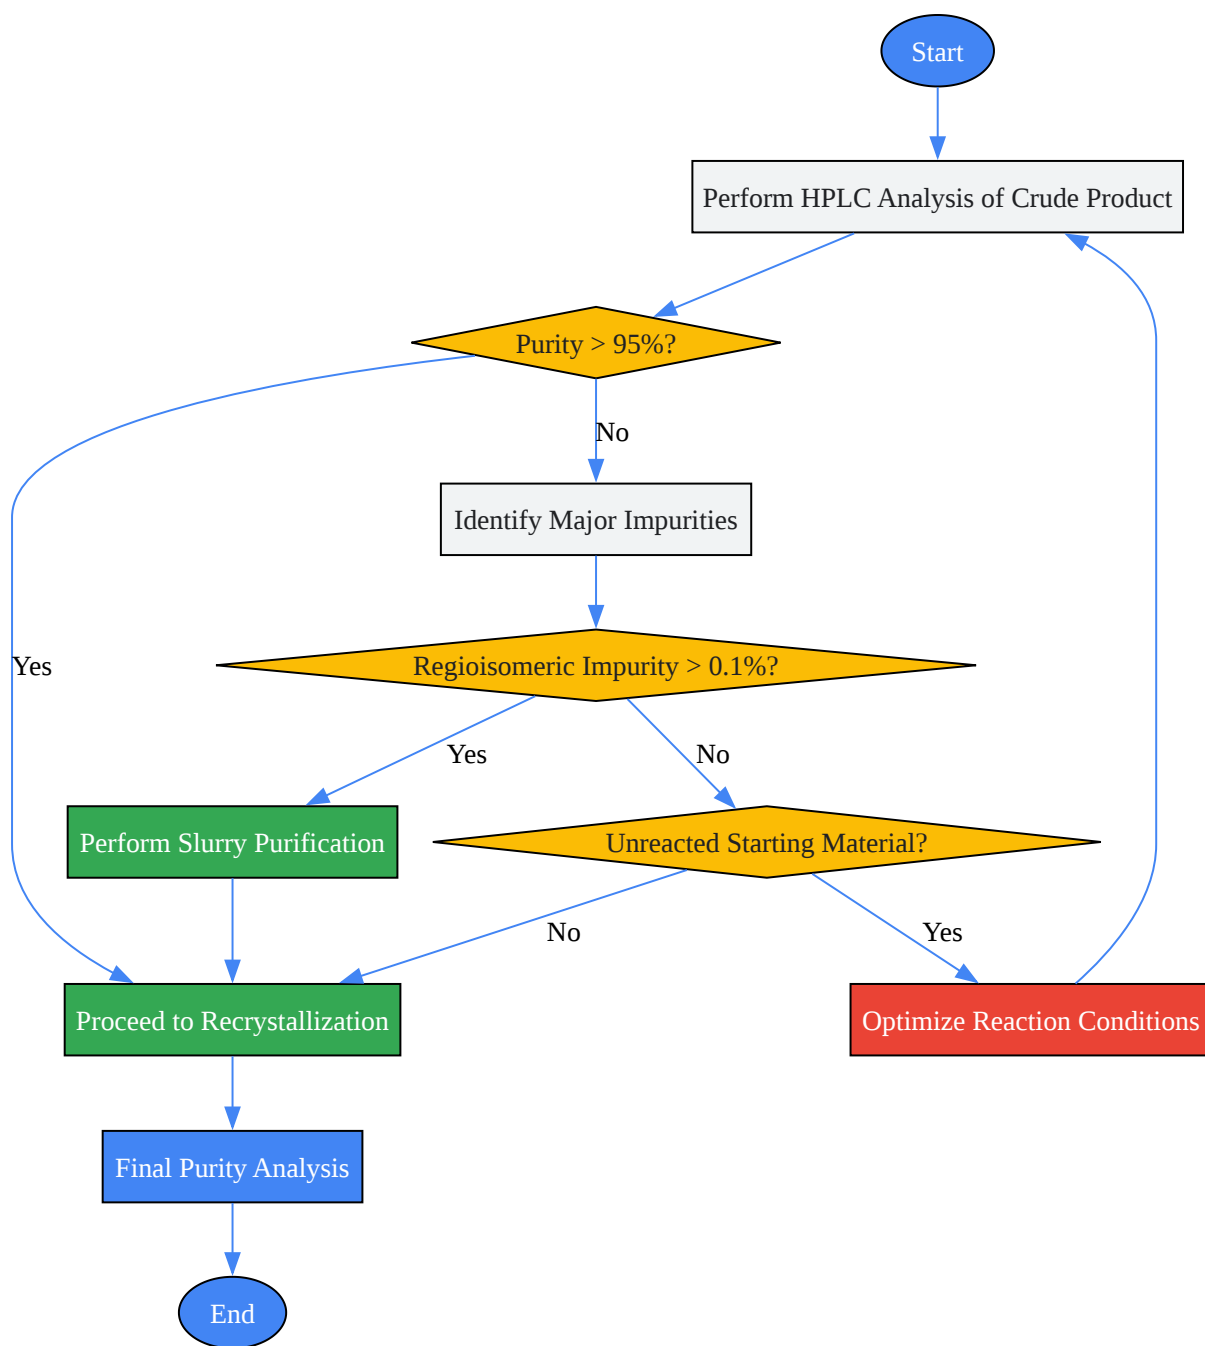 Start
Perform HPLC Analysis of Crude Product
Purity > 95%?
No
Identify Major Impurities
Yes
Regioisomeric Impurity > 0.1%?
Yes
No
Perform Slurry Purification
Unreacted Starting Material?
No
Yes
Proceed to Recrystallization
Optimize Reaction Conditions
Final Purity Analysis
End